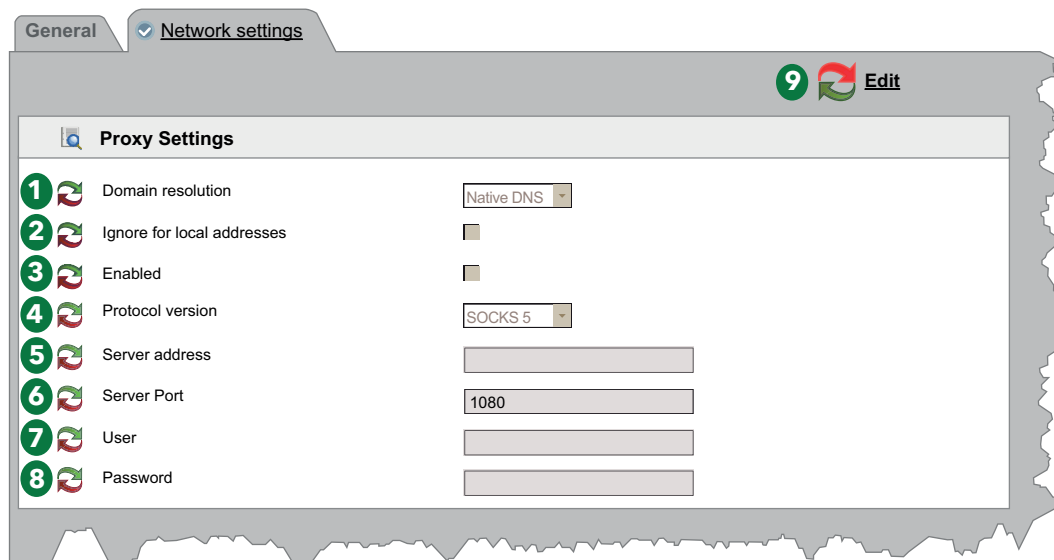 General
Network settings
9 Edit
Proxy Settings
1 Domain resolution Native DNS
2 Ignore for local addresses
3 Enabled
4 Protocol version SOCKS 5
5 Server address
6 Server Port 1080
7 User
8 Password